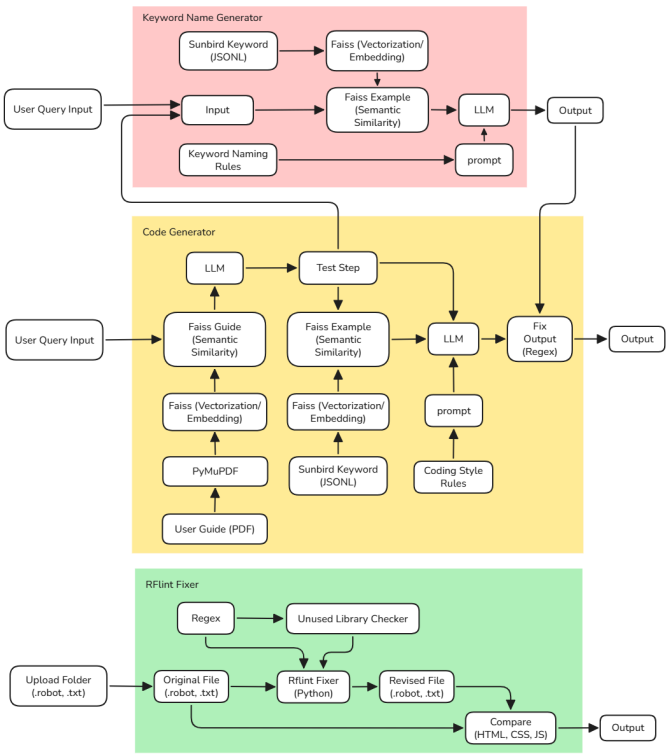 Keyword Name Generator
Sunbird Keyword
(JSONL)
Faiss (Vectorization/
Embedding)
User Query Input
Input
Faiss Example
(Semantic
Similarity)
LLM
Output
Keyword Naming
Rules
prompt
Code Generator
LLM
Test Step
User Query Input
Faiss Guide
(Semantic
Similarity)
Faiss Example
(Semantic
Similarity)
LLM
Fix
Output
(Regex)
Output
Faiss (Vectorization/
Embedding)
Faiss (Vectorization/
Embedding)
prompt
PyMuPDF
Sunbird Keyword
(JSONL)
Coding Style
Rules
User Guide (PDF)
RFlint Fixer
Regex
Unused Library Checker
Upload Folder
(.robot, .txt)
Original File
(.robot, .txt)
Rflint Fixer
(Python)
Revised File
(.robot, .txt)
Compare
(HTML, CSS, JS)
Output